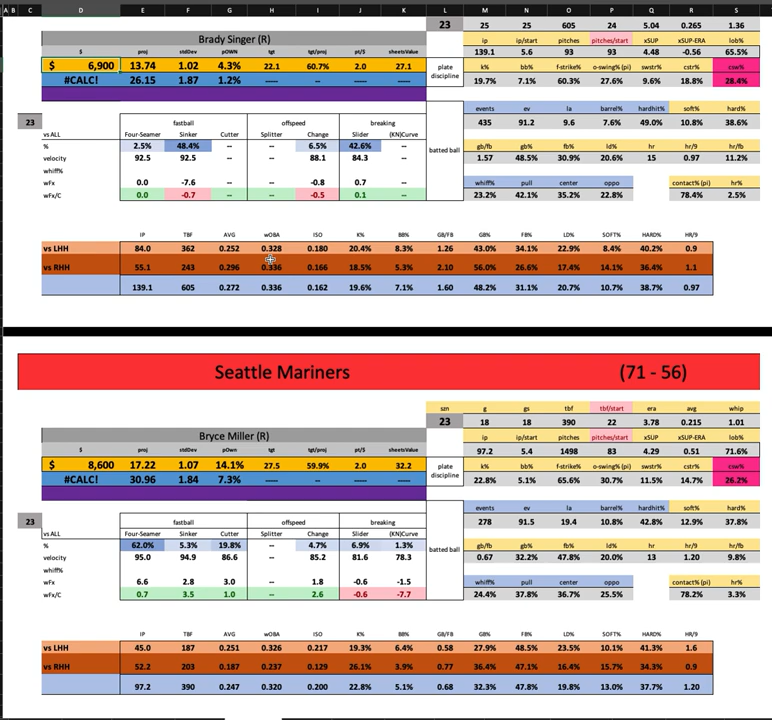 A B C D E F G H I J K L M N O P Q R S
23 25 25 605 24 5.04 0.265 1.36
Brady Singer (R) ip ip/start pitches pitches/start xSUP xSUP-ERA lob%
$ proj stdDev pOWN tgt tgt/proj pt/$ sheetsValue 139.1 5.6 93 93 4.48 -0.56 65.5%
$ 6,900 13.74 1.02 4.3% 22.1 60.7% 2.0 27.1 plate discipline k% bb% f-strike% o-swing% (pi) swstr% cstr% csw%
#CALC! 26.15 1.87 1.2% ---- -- -- ---- 19.7% 7.1% 60.3% 27.6% 9.6% 18.8% 28.4%
events ev la barrel% hardhit% soft% hard%
23 fastball offspeed breaking 435 91.2 9.6 7.6% 49.0% 10.8% 38.6%
vs ALL Four-Seamer Sinker Cutter Splitter Change Slider (KN)Curve
% 2.5% 48.4% -- -- 6.5% 42.6% -- batted ball gb/fb gb% fb% ld% hr hr/9 hr/fb
velocity 92.5 92.5 -- -- 88.1 84.3 -- 1.57 48.5% 30.9% 20.6% 15 0.97 11.2%
whiff%
wFx 0.0 -7.6 -- -- -0.8 0.7 -- whiff% pull center oppo contact% (pi) hr%
wFx/C 0.0 -0.7 -- -- -0.5 0.1 -- 23.2% 42.1% 35.2% 22.8% 78.4% 2.5%
IP TBF AVG wOBA ISO K% BB% GB/FB GB% FB% LD% SOFT% HARD% HR/9
vs LHH 84.0 362 0.252 0.328 0.180 20.4% 8.3% 1.26 43.0% 34.1% 22.9% 8.4% 40.2% 0.9
vs RHH 55.1 243 0.296 0.336 0.166 18.5% 5.3% 2.10 56.0% 26.6% 17.4% 14.1% 36.4% 1.1
139.1 605 0.272 0.336 0.162 19.6% 7.1% 1.60 48.2% 31.1% 20.7% 10.7% 38.7% 0.97
Seattle Mariners (71 - 56)
szn g gs tbf tbf/start era avg whip
23 18 18 390 22 3.78 0.215 1.01
Bryce Miller (R) ip ip/start pitches pitches/start xSUP xSUP-ERA lob%
$ proj stdDev pOwn tgt tgt/proj pt/$ sheetsValue 97.2 5.4 1498 83 4.29 0.51 71.6%
$ 8,600 17.22 1.07 14.1% 27.5 59.9% 2.0 32.2 plate discipline k% bb% f-strike% o-swing% (pi) swstr% cstr% csw%
#CALC! 30.96 1.84 7.3% ---- -- -- ---- 22.8% 5.1% 65.6% 30.7% 11.5% 14.7% 26.2%
events ev la barrel% hardhit% soft% hard%
23 fastball offspeed breaking 278 91.5 19.4 10.8% 42.8% 12.9% 37.8%
vs ALL Four-Seamer Sinker Cutter Splitter Change Slider (KN)Curve
% 62.0% 5.3% 19.8% -- 4.7% 6.9% 1.3% batted ball gb/fb gb% fb% ld% hr hr/9 hr/fb
velocity 95.0 94.9 86.6 -- 85.2 81.6 78.3 0.67 32.2% 47.8% 20.0% 13 1.20 9.8%
whiff%
wFx 6.6 2.8 3.0 -- 1.8 -0.6 -1.5 whiff% pull center oppo contact% (pi) hr%
wFx/C 0.7 3.5 1.0 -- 2.6 -0.6 -7.7 24.4% 37.8% 36.7% 25.5% 78.2% 3.3%
IP TBF AVG wOBA ISO K% BB% GB/FB GB% FB% LD% SOFT% HARD% HR/9
vs LHH 45.0 187 0.251 0.326 0.217 19.3% 6.4% 0.58 27.9% 48.5% 23.5% 10.1% 41.3% 1.6
vs RHH 52.2 203 0.187 0.237 0.129 26.1% 3.9% 0.77 36.4% 47.1% 16.4% 15.7% 34.3% 0.9
97.2 390 0.247 0.320 0.200 22.8% 5.1% 0.68 32.3% 47.8% 19.8% 13.0% 37.7% 1.20